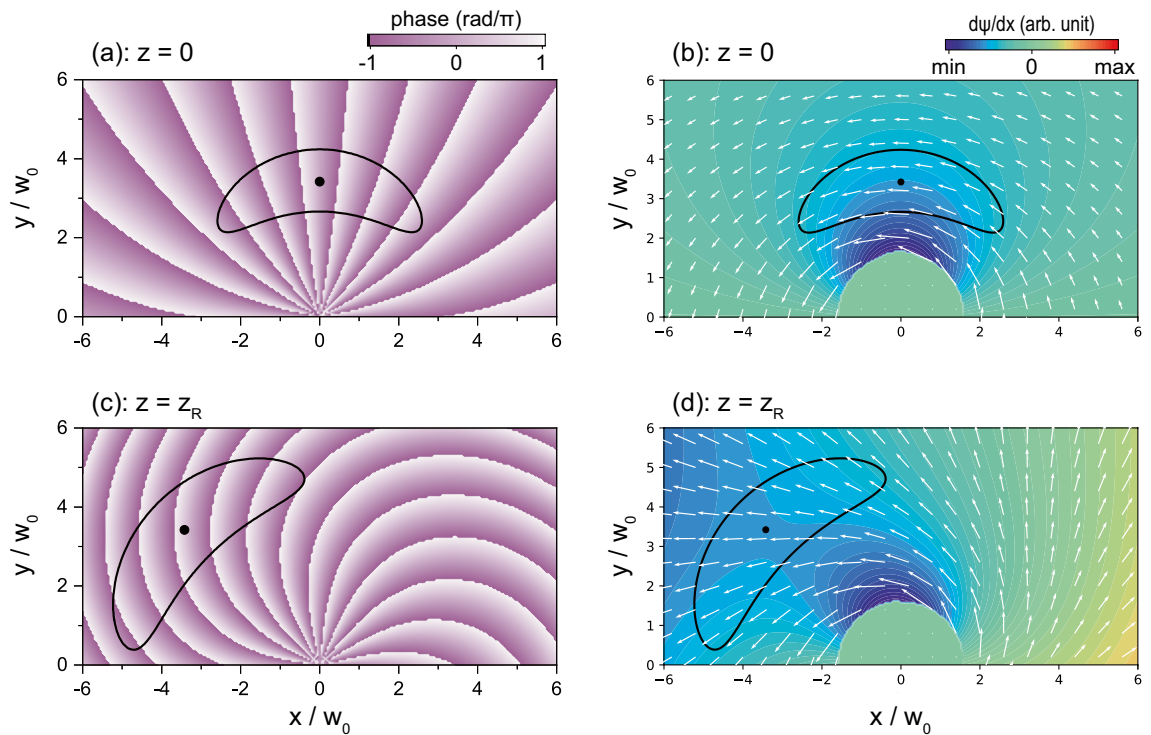 phase (rad/π)
-1 0 1
(a): z = 0
y / w0
6
4
2
0
-6 -4 -2 0 2 4 6
dψ/dx (arb. unit)
min 0 max
(b): z = 0
y / w0
6
5
4
3
2
1
0
−6 −4 −2 0 2 4 6
(c): z = zR
y / w0
6
4
2
0
-6 -4 -2 0 2 4 6
x / w0
(d): z = zR
y / w0
6
5
4
3
2
1
0
−6 −4 −2 0 2 4 6
x / w0